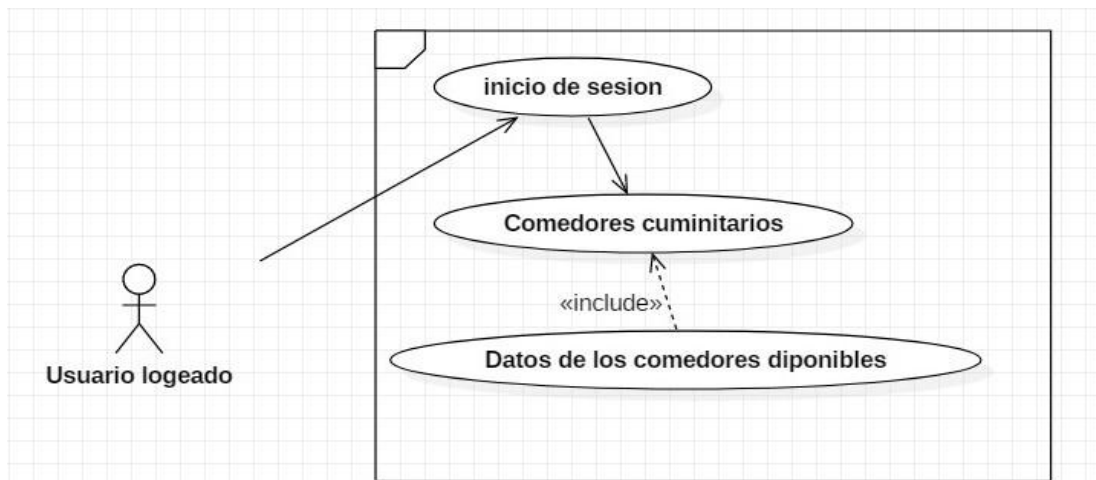 inicio de sesion
Comedores cuminitarios
«include»
Datos de los comedores diponibles
Usuario logeado